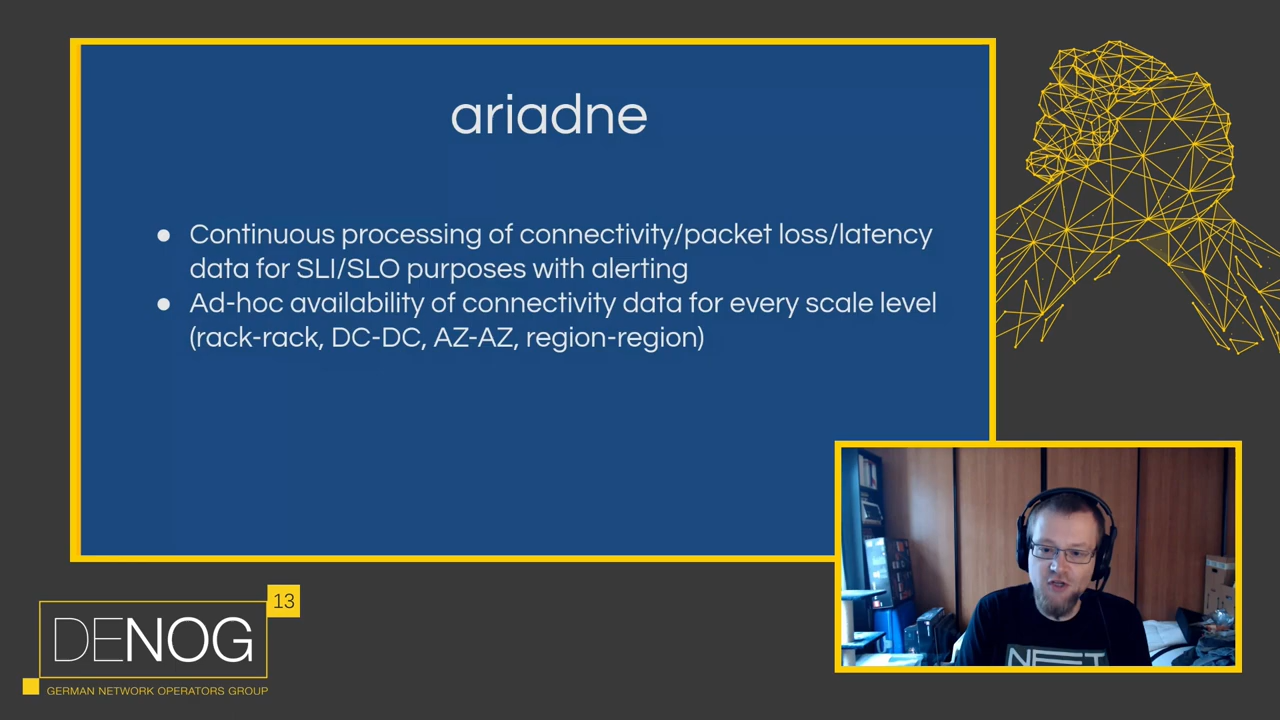 ariadne
● Continuous processing of connectivity/packet loss/latency
data for SLI/SLO purposes with alerting
● Ad-hoc availability of connectivity data for every scale level
(rack-rack, DC-DC, AZ-AZ, region-region)
13
DENOG
GERMAN NETWORK OPERATORS GROUP